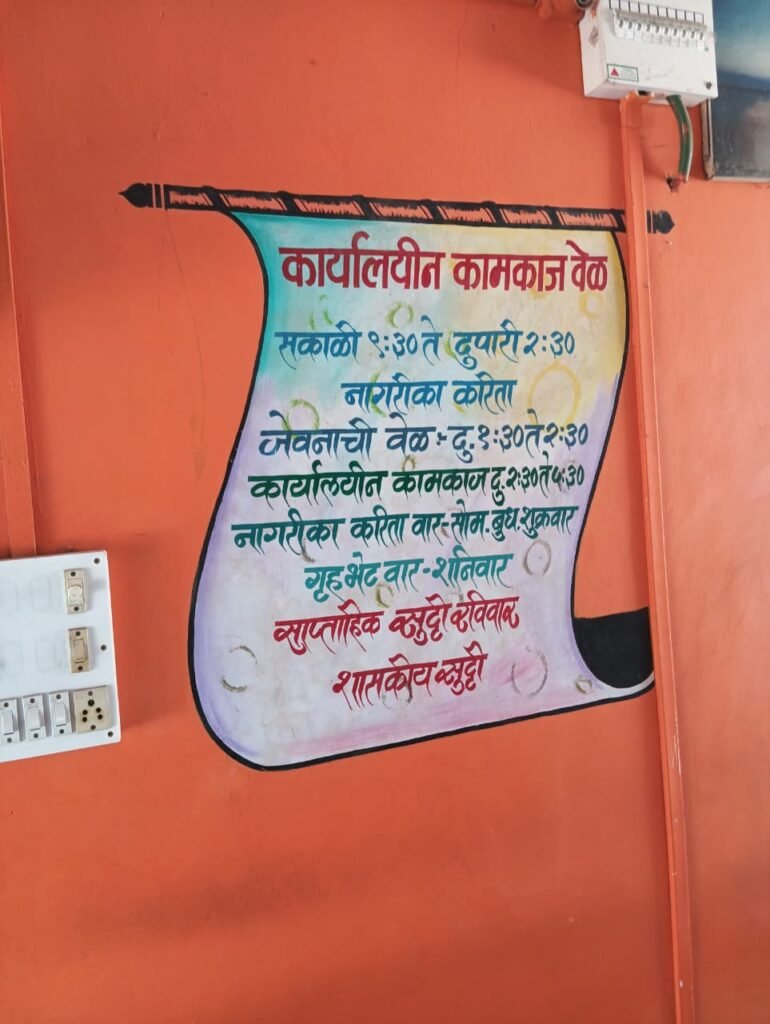 कार्यालयीन कामकाज वेळ
सकाळी ९:३० ते दुपारी २:३०
नागरीका करिता
जेवनाची वेळ :- दु. १:३० ते २:३०
कार्यालयीन कामकाज दु. २:३० ते ५:३०
नागरीका करिता वार-सोम. बुध. शुक्रवार
गृहभेट वार-शनिवार
साप्ताहिक सुट्टी रविवार
शासकीय सुट्टी